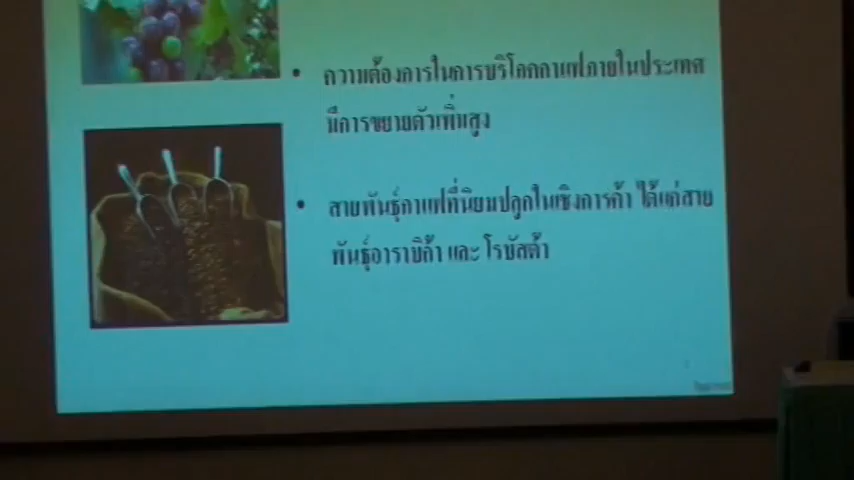 • ความต้องการในการบริโภคกาแฟภายในประเทศ
มีการขยายตัวเพิ่มสูง
• สายพันธุ์กาแฟที่นิยมปลูกในเชิงการค้า ได้แก่สาย
พันธุ์อาราบิก้า และ โรบัสต้า